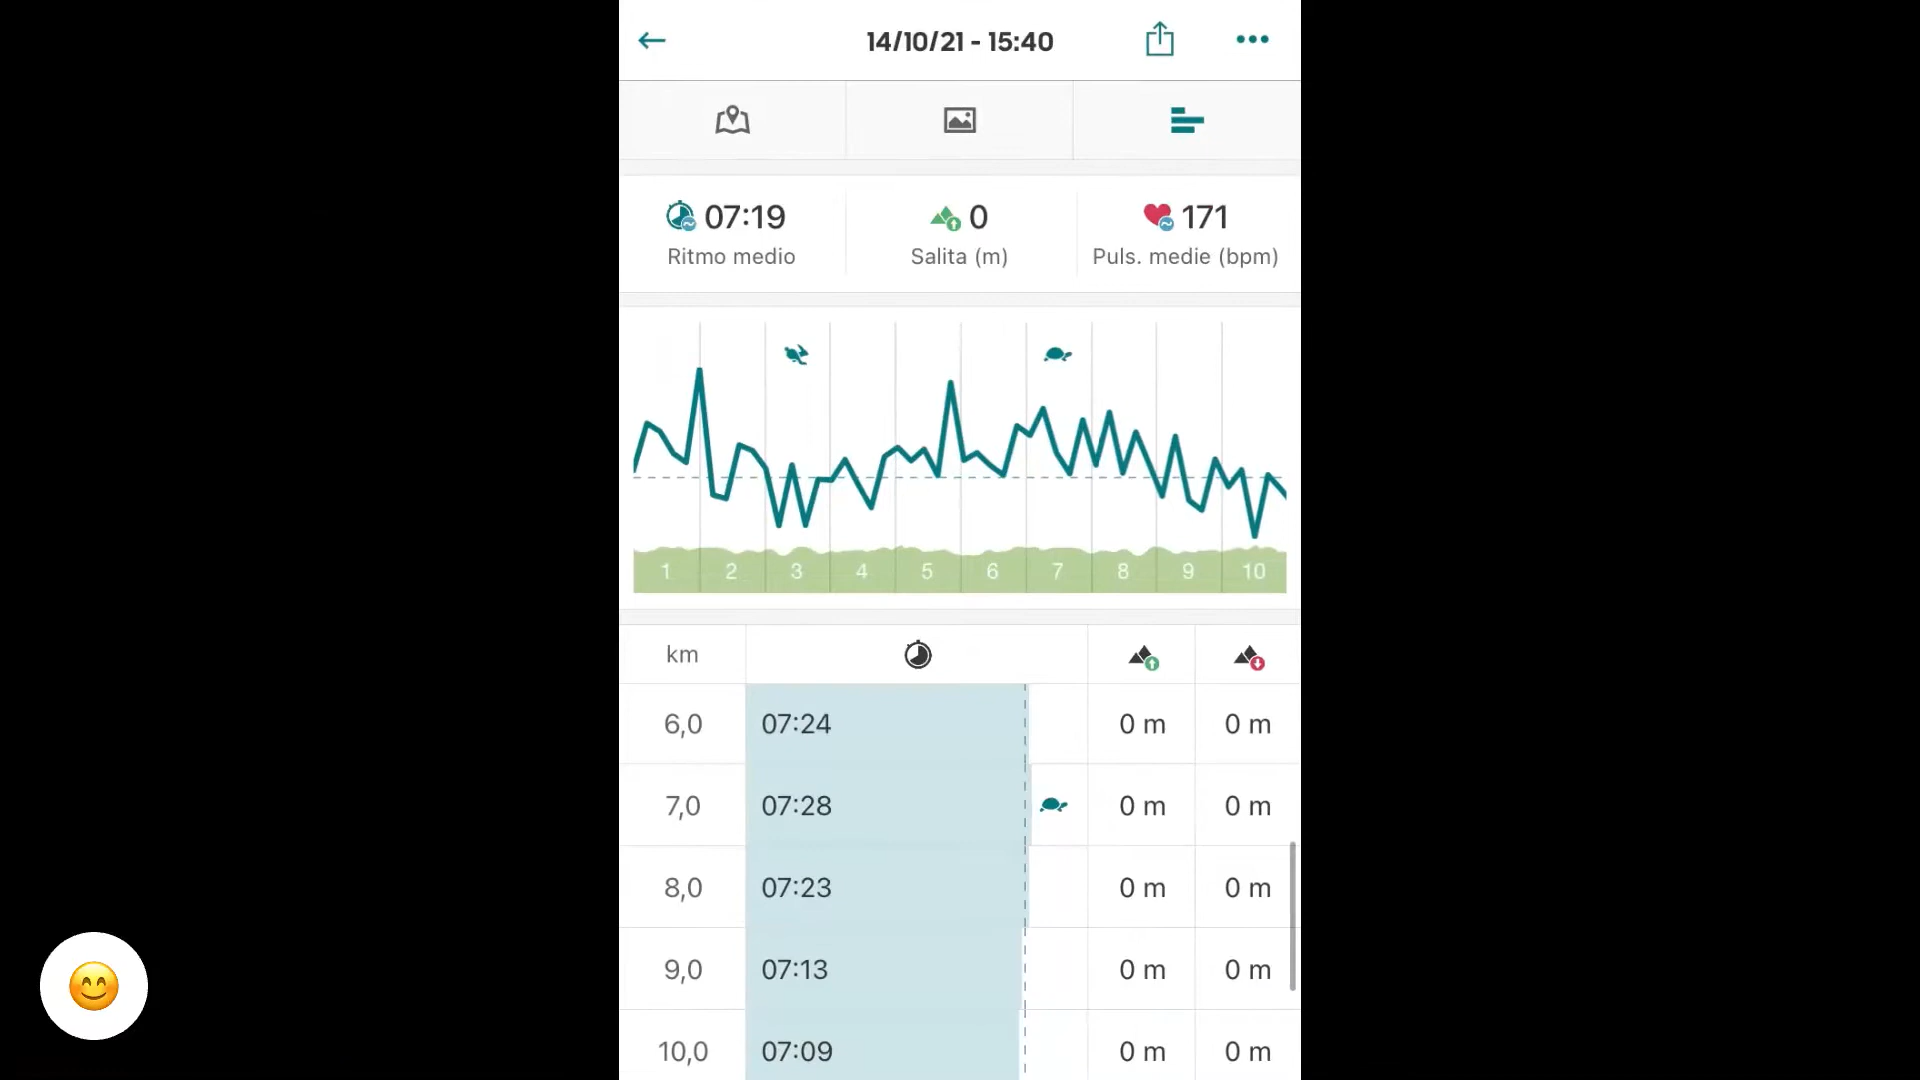 14/10/21 - 15:40
07:19 0 171
Ritmo medio Salita (m) Puls. medie (bpm)
1 2 3 4 5 6 7 8 9 10
km
6,0 07:24 0 m 0 m
7,0 07:28 0 m 0 m
8,0 07:23 0 m 0 m
9,0 07:13 0 m 0 m
10,0 07:09 0 m 0 m